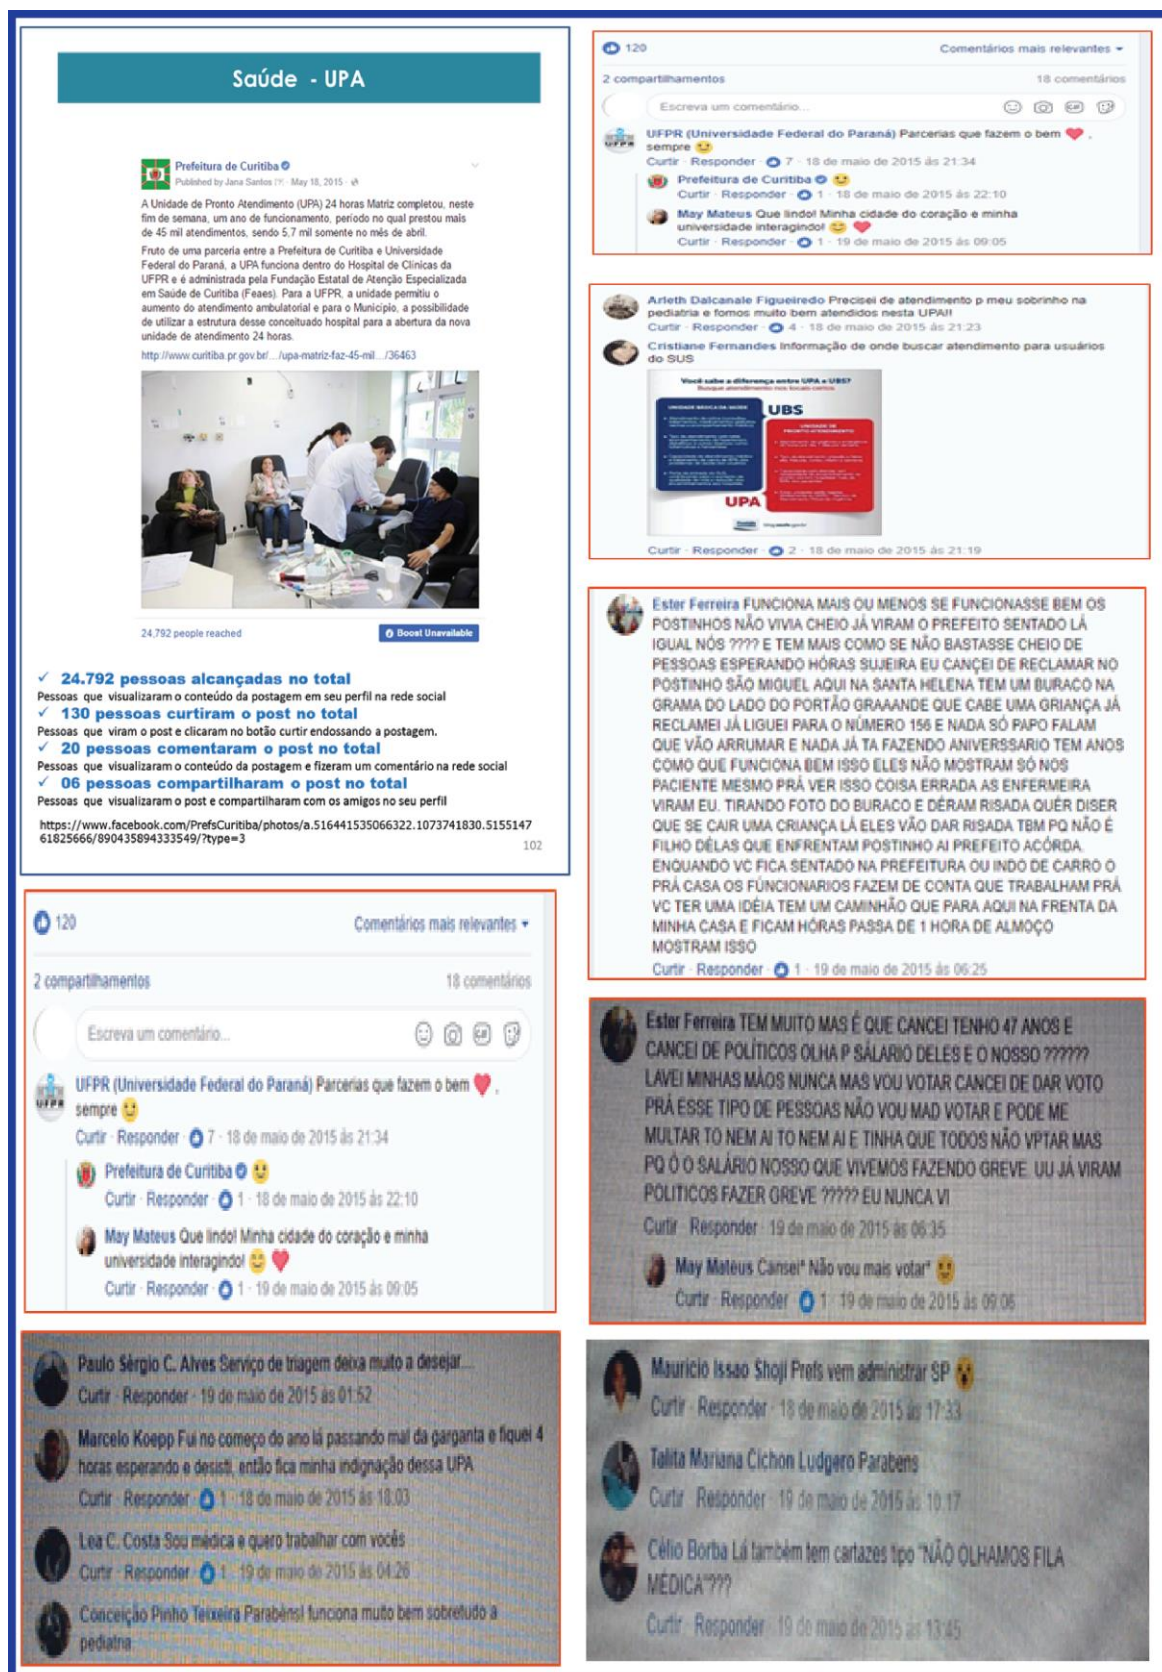 Saúde - UPA
Prefeitura de Curitiba
Published by Jana Santos [?] · May 18, 2015 ·
A Unidade de Pronto Atendimento (UPA) 24 horas Matriz completou, neste
fim de semana, um ano de funcionamento, período no qual prestou mais
de 45 mil atendimentos, sendo 5,7 mil somente no mês de abril.
Fruto de uma parceria entre a Prefeitura de Curitiba e Universidade
Federal do Paraná, a UPA funciona dentro do Hospital de Clínicas da
UFPR e é administrada pela Fundação Estatal de Atenção Especializada
em Saúde de Curitiba (Feaes). Para a UFPR, a unidade permitiu o
aumento do atendimento ambulatorial e para o Município, a possibilidade
de utilizar a estrutura desse conceituado hospital para a abertura da nova
unidade de atendimento 24 horas.
http://www.curitiba.pr.gov.br/.../upa-matriz-faz-45-mil.../36463
24,792 people reached
Boost Unavailable
✓ 24.792 pessoas alcançadas no total
Pessoas que visualizaram o conteúdo da postagem em seu perfil na rede social
✓ 130 pessoas curtiram o post no total
Pessoas que viram o post e clicaram no botão curtir endossando a postagem.
✓ 20 pessoas comentaram o post no total
Pessoas que visualizaram o conteúdo da postagem e fizeram um comentário na rede social
✓ 06 pessoas compartilharam o post no total
Pessoas que visualizaram o post e compartilharam com os amigos no seu perfil
https://www.facebook.com/PrefsCuritiba/photos/a.516441535066322.1073741830.5155147
61825666/890435894333549/?type=3
102
120 Comentários mais relevantes
2 compartilhamentos 18 comentários
Escreva um comentário...
UFPR (Universidade Federal do Paraná) Parcerias que fazem o bem ❤ ,
sempre 🙂
Curtir · Responder · 7 · 18 de maio de 2015 às 21:34
Prefeitura de Curitiba 🙂
Curtir · Responder · 1 · 18 de maio de 2015 às 22:10
May Mateus Que lindo! Minha cidade do coração e minha
universidade interagindo! 😊 ❤
Curtir · Responder · 1 · 19 de maio de 2015 às 09:05
Paulo Sèrgio C. Alves Serviço de triagem deixa muito a desejar...
Curtir · Responder · 19 de maio de 2015 às 01:52
Marcelo Koepp Fui no começo do ano lá passando mal da garganta e fiquei 4
horas esperando e desisti, então fica minha indignação dessa UPA
Curtir · Responder · 1 · 18 de maio de 2015 às 18:03
Lea C. Costa Sou médica e quero trabalhar com vocês
Curtir · Responder · 1 · 19 de maio de 2015 às 04:26
Conceição Pinho Teixeira Parabéns! funciona muito bem sobretudo a
pediatria
120 Comentários mais relevantes
2 compartilhamentos 18 comentários
Escreva um comentário...
UFPR (Universidade Federal do Paraná) Parcerias que fazem o bem ❤ ,
sempre 🙂
Curtir · Responder · 7 · 18 de maio de 2015 às 21:34
Prefeitura de Curitiba 🙂
Curtir · Responder · 1 · 18 de maio de 2015 às 22:10
May Mateus Que lindo! Minha cidade do coração e minha
universidade interagindo! 😊 ❤
Curtir · Responder · 1 · 19 de maio de 2015 às 09:05
Arleth Dalcanale Figueiredo Precisei de atendimento p meu sobrinho na
pediatria e fomos muito bem atendidos nesta UPA!!
Curtir · Responder · 4 · 18 de maio de 2015 às 21:23
Cristiane Fernandes Informação de onde buscar atendimento para usuários
do SUS
Você sabe a diferença entre UPA e UBS?
Busque atendimento nos locais certos
UNIDADE BÁSICA DA SAÚDE
UBS
UNIDADE DE
PRONTO ATENDIMENTO
UPA
Curtir · Responder · 2 · 18 de maio de 2015 às 21:19
Ester Ferreira FUNCIONA MAIS OU MENOS SE FUNCIONASSE BEM OS
POSTINHOS NÃO VIVIA CHEIO JÁ VIRAM O PREFEITO SENTADO LÁ
IGUAL NÓS ???? E TEM MAIS COMO SE NÃO BASTASSE CHEIO DE
PESSOAS ESPERANDO HÓRAS SUJEIRA EU CANÇEI DE RECLAMAR NO
POSTINHO SÃO MIGUEL AQUI NA SANTA HELENA TEM UM BURACO NA
GRAMA DO LADO DO PORTÃO GRAAANDE QUE CABE UMA GRIANÇA JÁ
RECLAMEI JÁ LIGUEI PARA O NÚMERO 156 E NADA SÓ PAPO FALAM
QUE VÃO ARRUMAR E NADA JÁ TA FAZENDO ANIVERSSARIO TEM ANOS
COMO QUE FUNCIONA BEM ISSO ELES NÃO MOSTRAM SÓ NOS
PACIENTE MESMO PRÁ VER ISSO COISA ERRADA AS ENFERMEIRA
VIRAM EU. TIRANDO FOTO DO BURACO E DÉRAM RISADA QUÉR DISER
QUE SE CAIR UMA CRIANÇA LÁ ELES VÃO DAR RISADA TBM PQ NÃO É
FILHO DÉLAS QUE ENFRENTAM POSTINHO AI PREFEITO ACÓRDA.
ENQUANDO VC FICA SENTADO NA PREFEITURA OU INDO DE CARRO O
PRÁ CASA OS FÚNCIONARIOS FAZEM DE CONTA QUE TRABALHAM PRÁ
VC TER UMA IDÉIA TEM UM CAMINHÃO QUE PARA AQUI NA FRENTA DA
MINHA CASA E FICAM HÓRAS PASSA DE 1 HORA DE ALMOÇO
MOSTRAM ISSO
Curtir · Responder · 1 · 19 de maio de 2015 às 06:25
Ester Ferreira TEM MUITO MAS É QUE CANCEI TENHO 47 ANOS E
CANCEI DE POLÍTICOS OLHA P SÁLARIO DELES E O NOSSO ??????
LAVEI MINHAS MÃOS NUNCA MAS VOU VOTAR CANCEI DE DAR VOTO
PRÁ ESSE TIPO DE PESSOAS NÃO VOU MAD VOTAR E PODE ME
MULTAR TO NEM AI TO NEM AI E TINHA QUE TODOS NÃO VPTAR MAS
PQ Ó O SALÁRIO NOSSO QUE VIVEMOS FAZENDO GREVE. UU JÁ VIRAM
POLITICOS FAZER GREVE ????? EU NUNCA VI
Curtir · Responder · 19 de maio de 2015 às 06:35
May Mateus Cansei* Não vou mais votar* 🙂
Curtir · Responder · 1 · 19 de maio de 2015 às 09:06
Mauricio Issao Shoji Prefs vem administrar SP 😮
Curtir · Responder · 18 de maio de 2015 às 17:33
Talita Mariana Cichon Ludgero Parabens
Curtir · Responder · 19 de maio de 2015 às 10:17
Célio Borba Lá também tem cartazes tipo "NÃO OLHAMOS FILA
MÉDICA"???
Curtir · Responder · 19 de maio de 2015 às 13:45